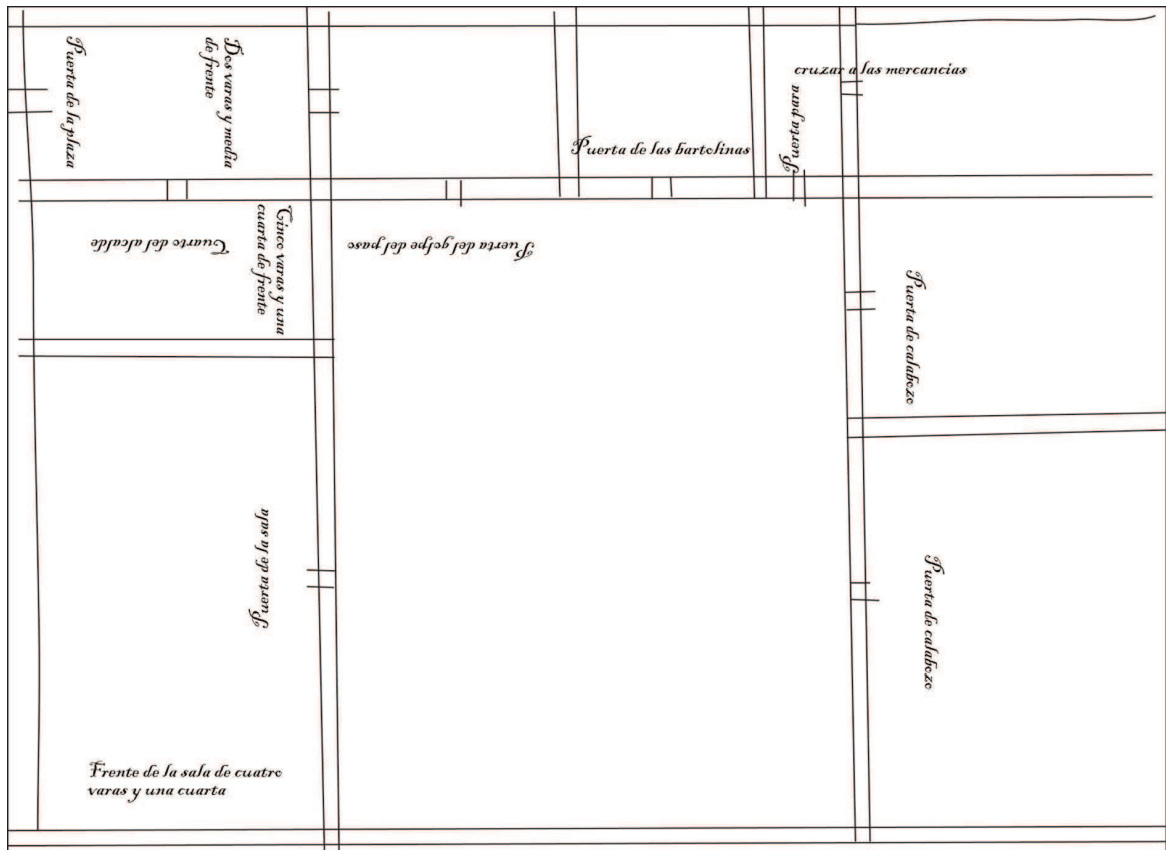 Puerta de la plaza
Dos varas y media
de frente
cruzar a las mercancías
Puerta para
Puerta de las bartolinas
Cuarto del alcalde
Cinco varas y una
cuarta de frente
Puerta del golpe del paso
Puerta de calabozo
Puerta de la sala
Puerta de calabozo
Frente de la sala de cuatro
varas y una cuarta